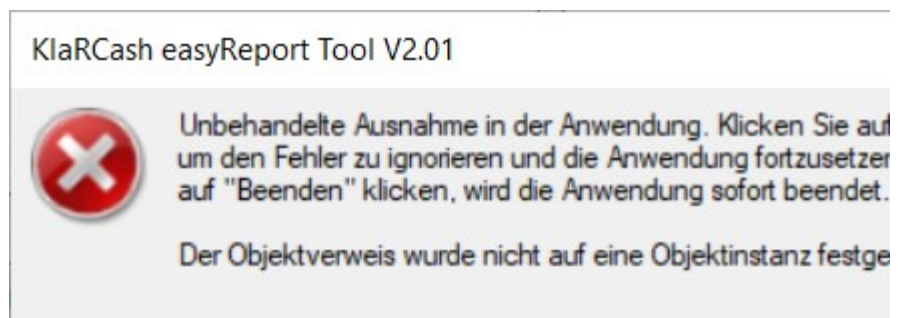 KlaRCash easyReport Tool V2.01
Unbehandelte Ausnahme in der Anwendung. Klicken Sie auf
um den Fehler zu ignorieren und die Anwendung fortzusetzen
auf "Beenden" klicken, wird die Anwendung sofort beendet.
Der Objektverweis wurde nicht auf eine Objektinstanz festge